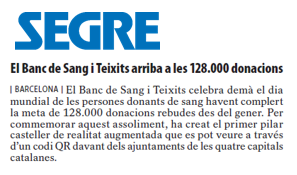 SEGRE
El Banc de Sang i Teixits arriba a les 128.000 donacions
| BARCELONA | El Banc de Sang i Teixits celebra demà el dia
mundial de les persones donants de sang havent complert
la meta de 128.000 donacions rebudes des del gener. Per
commemorar aquest assoliment, ha creat el primer pilar
casteller de realitat augmentada que es pot veure a través
d'un codi QR davant dels ajuntaments de les quatre capitals
catalanes.